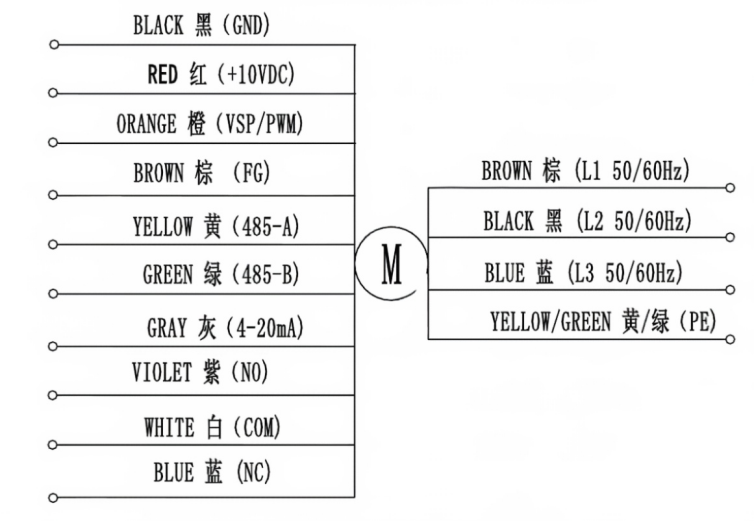 BLACK 黑 (GND)
RED 红 (+10VDC)
ORANGE 橙 (VSP/PWM)
BROWN 棕 (FG)
YELLOW 黄 (485-A)
GREEN 绿 (485-B)
GRAY 灰 (4-20mA)
VIOLET 紫 (NO)
WHITE 白 (COM)
BLUE 蓝 (NC)
M
BROWN 棕 (L1 50/60Hz)
BLACK 黑 (L2 50/60Hz)
BLUE 蓝 (L3 50/60Hz)
YELLOW/GREEN 黄/绿 (PE)